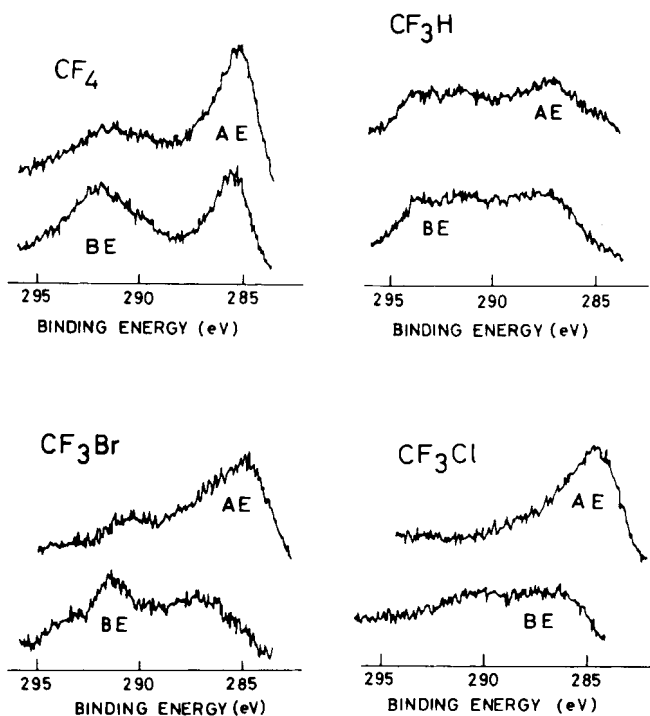 CF4
AE
BE
295 290 285
BINDING ENERGY (eV)
CF3H
AE
BE
295 290 285
BINDING ENERGY (eV)
CF3Br
AE
BE
295 290 285
BINDING ENERGY (eV)
CF3Cl
AE
BE
295 290 285
BINDING ENERGY (eV)